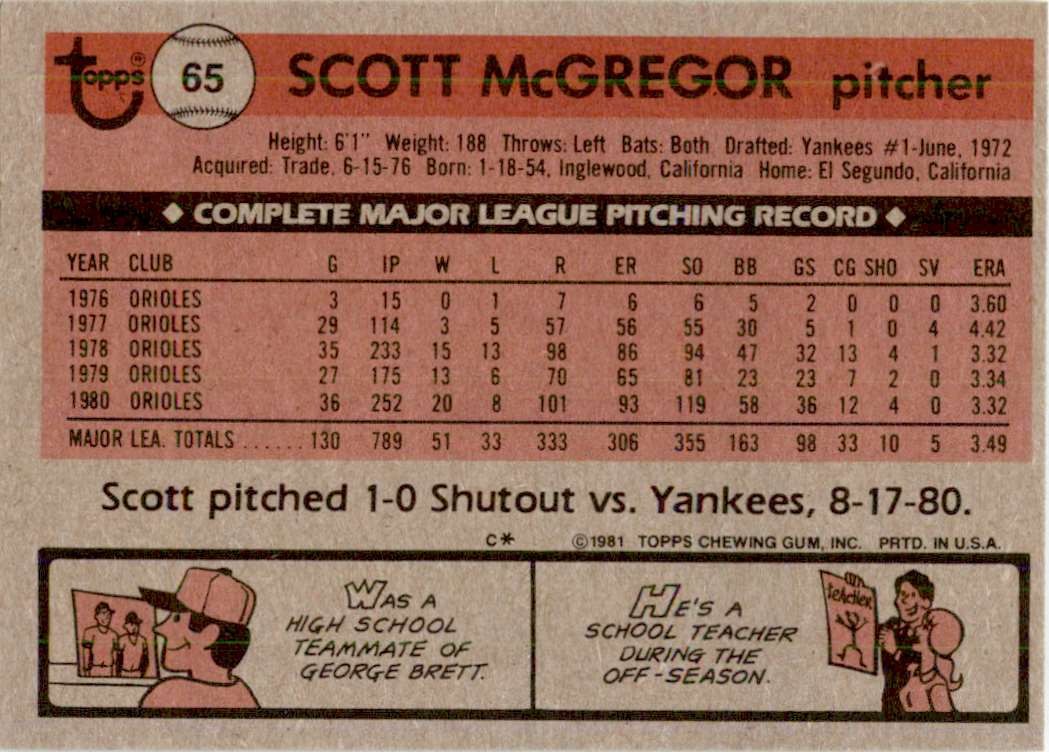 Topps® 65 SCOTT McGREGOR pitcher
Height: 6'1" Weight: 188 Throws: Left Bats: Both Drafted: Yankees #1-June, 1972
Acquired: Trade, 6-15-76 Born: 1-18-54, Inglewood, California Home: El Segundo, California
◆ COMPLETE MAJOR LEAGUE PITCHING RECORD ◆
YEAR CLUB G IP W L R ER SO BB GS CG SHO SV ERA
1976 ORIOLES 3 15 0 1 7 6 6 5 2 0 0 0 3.60
1977 ORIOLES 29 114 3 5 57 56 55 30 5 1 0 4 4.42
1978 ORIOLES 35 233 15 13 98 86 94 47 32 13 4 1 3.32
1979 ORIOLES 27 175 13 6 70 65 81 23 23 7 2 0 3.34
1980 ORIOLES 36 252 20 8 101 93 119 58 36 12 4 0 3.32
MAJOR LEA. TOTALS ...... 130 789 51 33 333 306 355 163 98 33 10 5 3.49
Scott pitched 1-0 Shutout vs. Yankees, 8-17-80.
C* ©1981 TOPPS CHEWING GUM, INC. PRTD. IN U.S.A.
WAS A
HIGH SCHOOL
TEAMMATE OF
GEORGE BRETT.
HE'S A
SCHOOL TEACHER
DURING THE
OFF-SEASON.
teacher